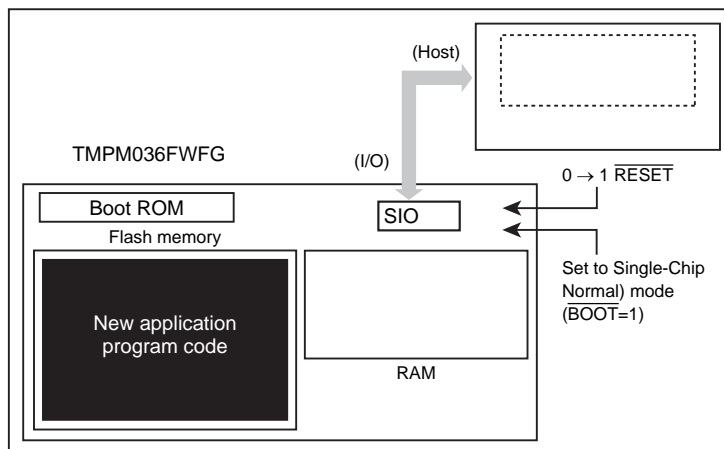 (Host)
TMPM036FWFG
(I/O)
0 → 1 RESET
Boot ROM
SIO
Flash memory
Set to Single-Chip
Normal) mode
(BOOT=1)
New application
program code
RAM